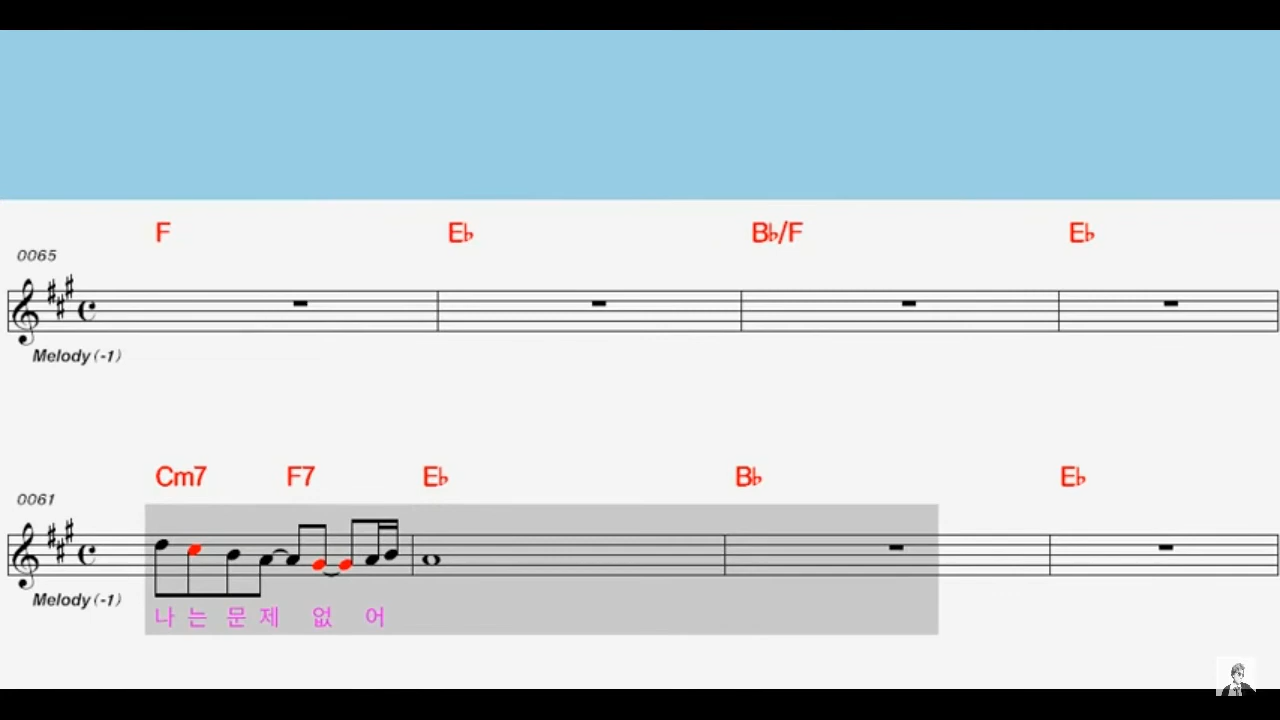 F E♭ B♭/F E♭
0065
Melody (-1)
Cm7 F7 E♭ B♭ E♭
0061
Melody (-1)
나 는 문 제 없 어